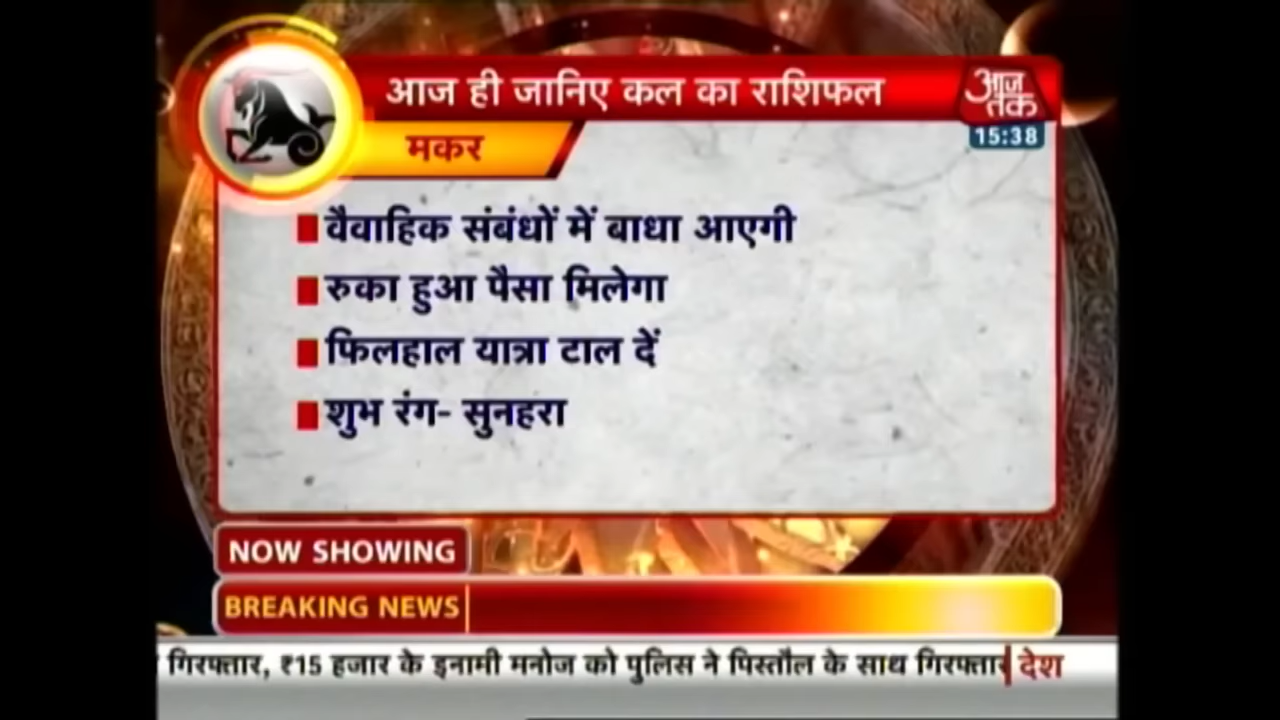 आज ही जानिए कल का राशिफल
आज
तक
15:38
मकर
वैवाहिक संबंधों में बाधा आएगी
रुका हुआ पैसा मिलेगा
फिलहाल यात्रा टाल दें
शुभ रंग- सुनहरा
NOW SHOWING
BREAKING NEWS
गिरफ्तार, ₹15 हजार के इनामी मनोज को पुलिस ने पिस्तौल के साथ गिरफ्तार देश